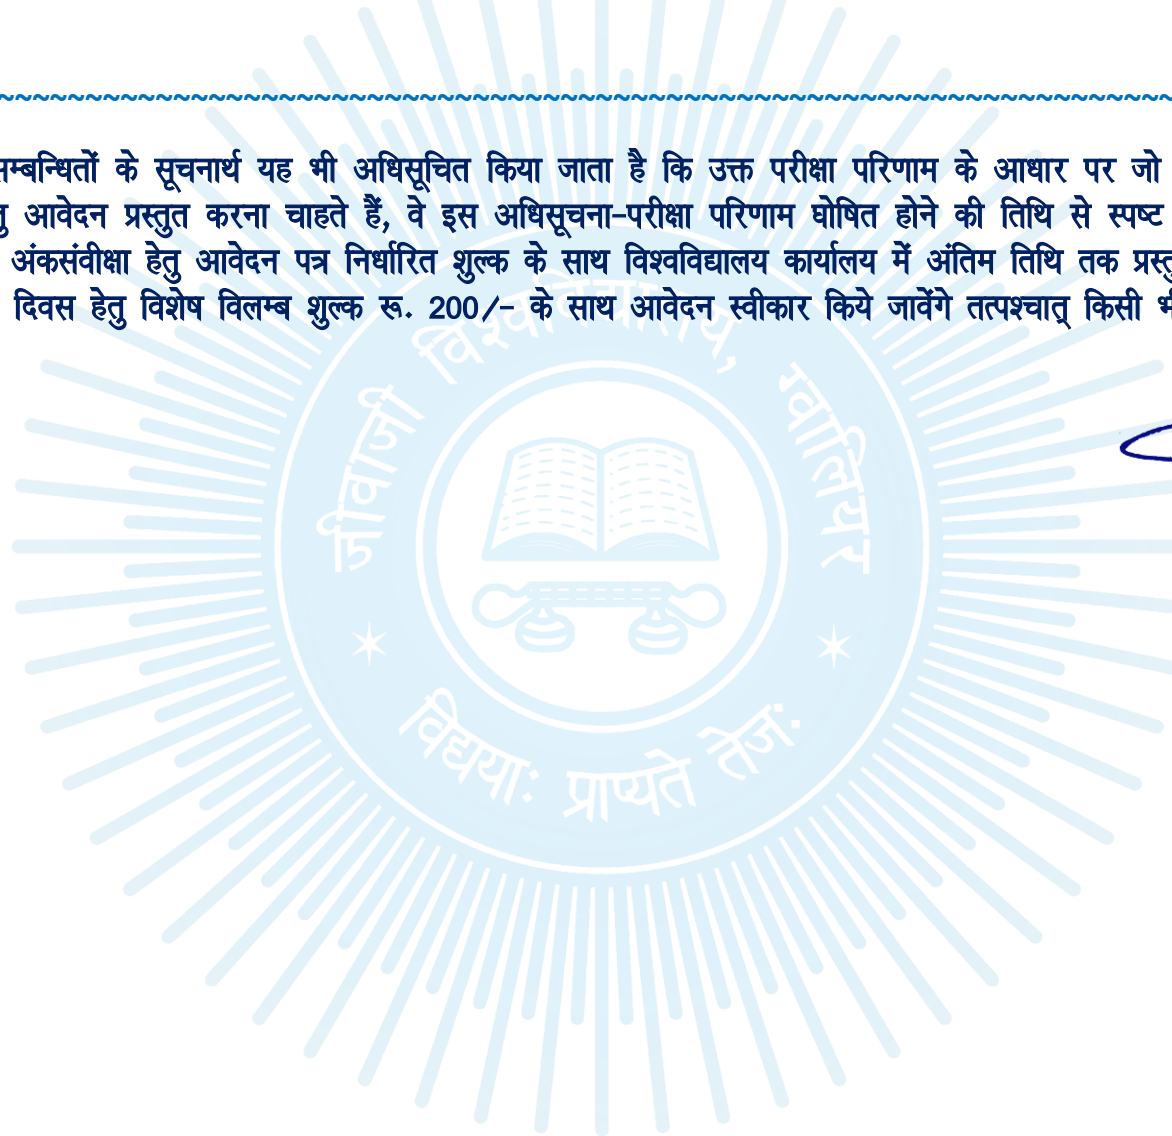 सम्बन्धितों के सूचनार्थ यह भी अधिसूचित किया जाता है कि उक्त परीक्षा परिणाम के आधार पर जो
आवेदन प्रस्तुत करना चाहते हैं, वे इस अधिसूचना-परीक्षा परिणाम घोषित होने की तिथि से स्पष्ट
अंकसंवीक्षा हेतु आवेदन पत्र निर्धारित शुल्क के साथ विश्वविद्यालय कार्यालय में अंतिम तिथि तक
दिवस हेतु विशेष विलम्ब शुल्क रू. 200/- के साथ आवेदन स्वीकार किये जावेंगे तत्पश्चात् किसी
जीवाजी विश्वविद्यालय, ग्वालियर
विद्यया: प्राप्यते तेज: